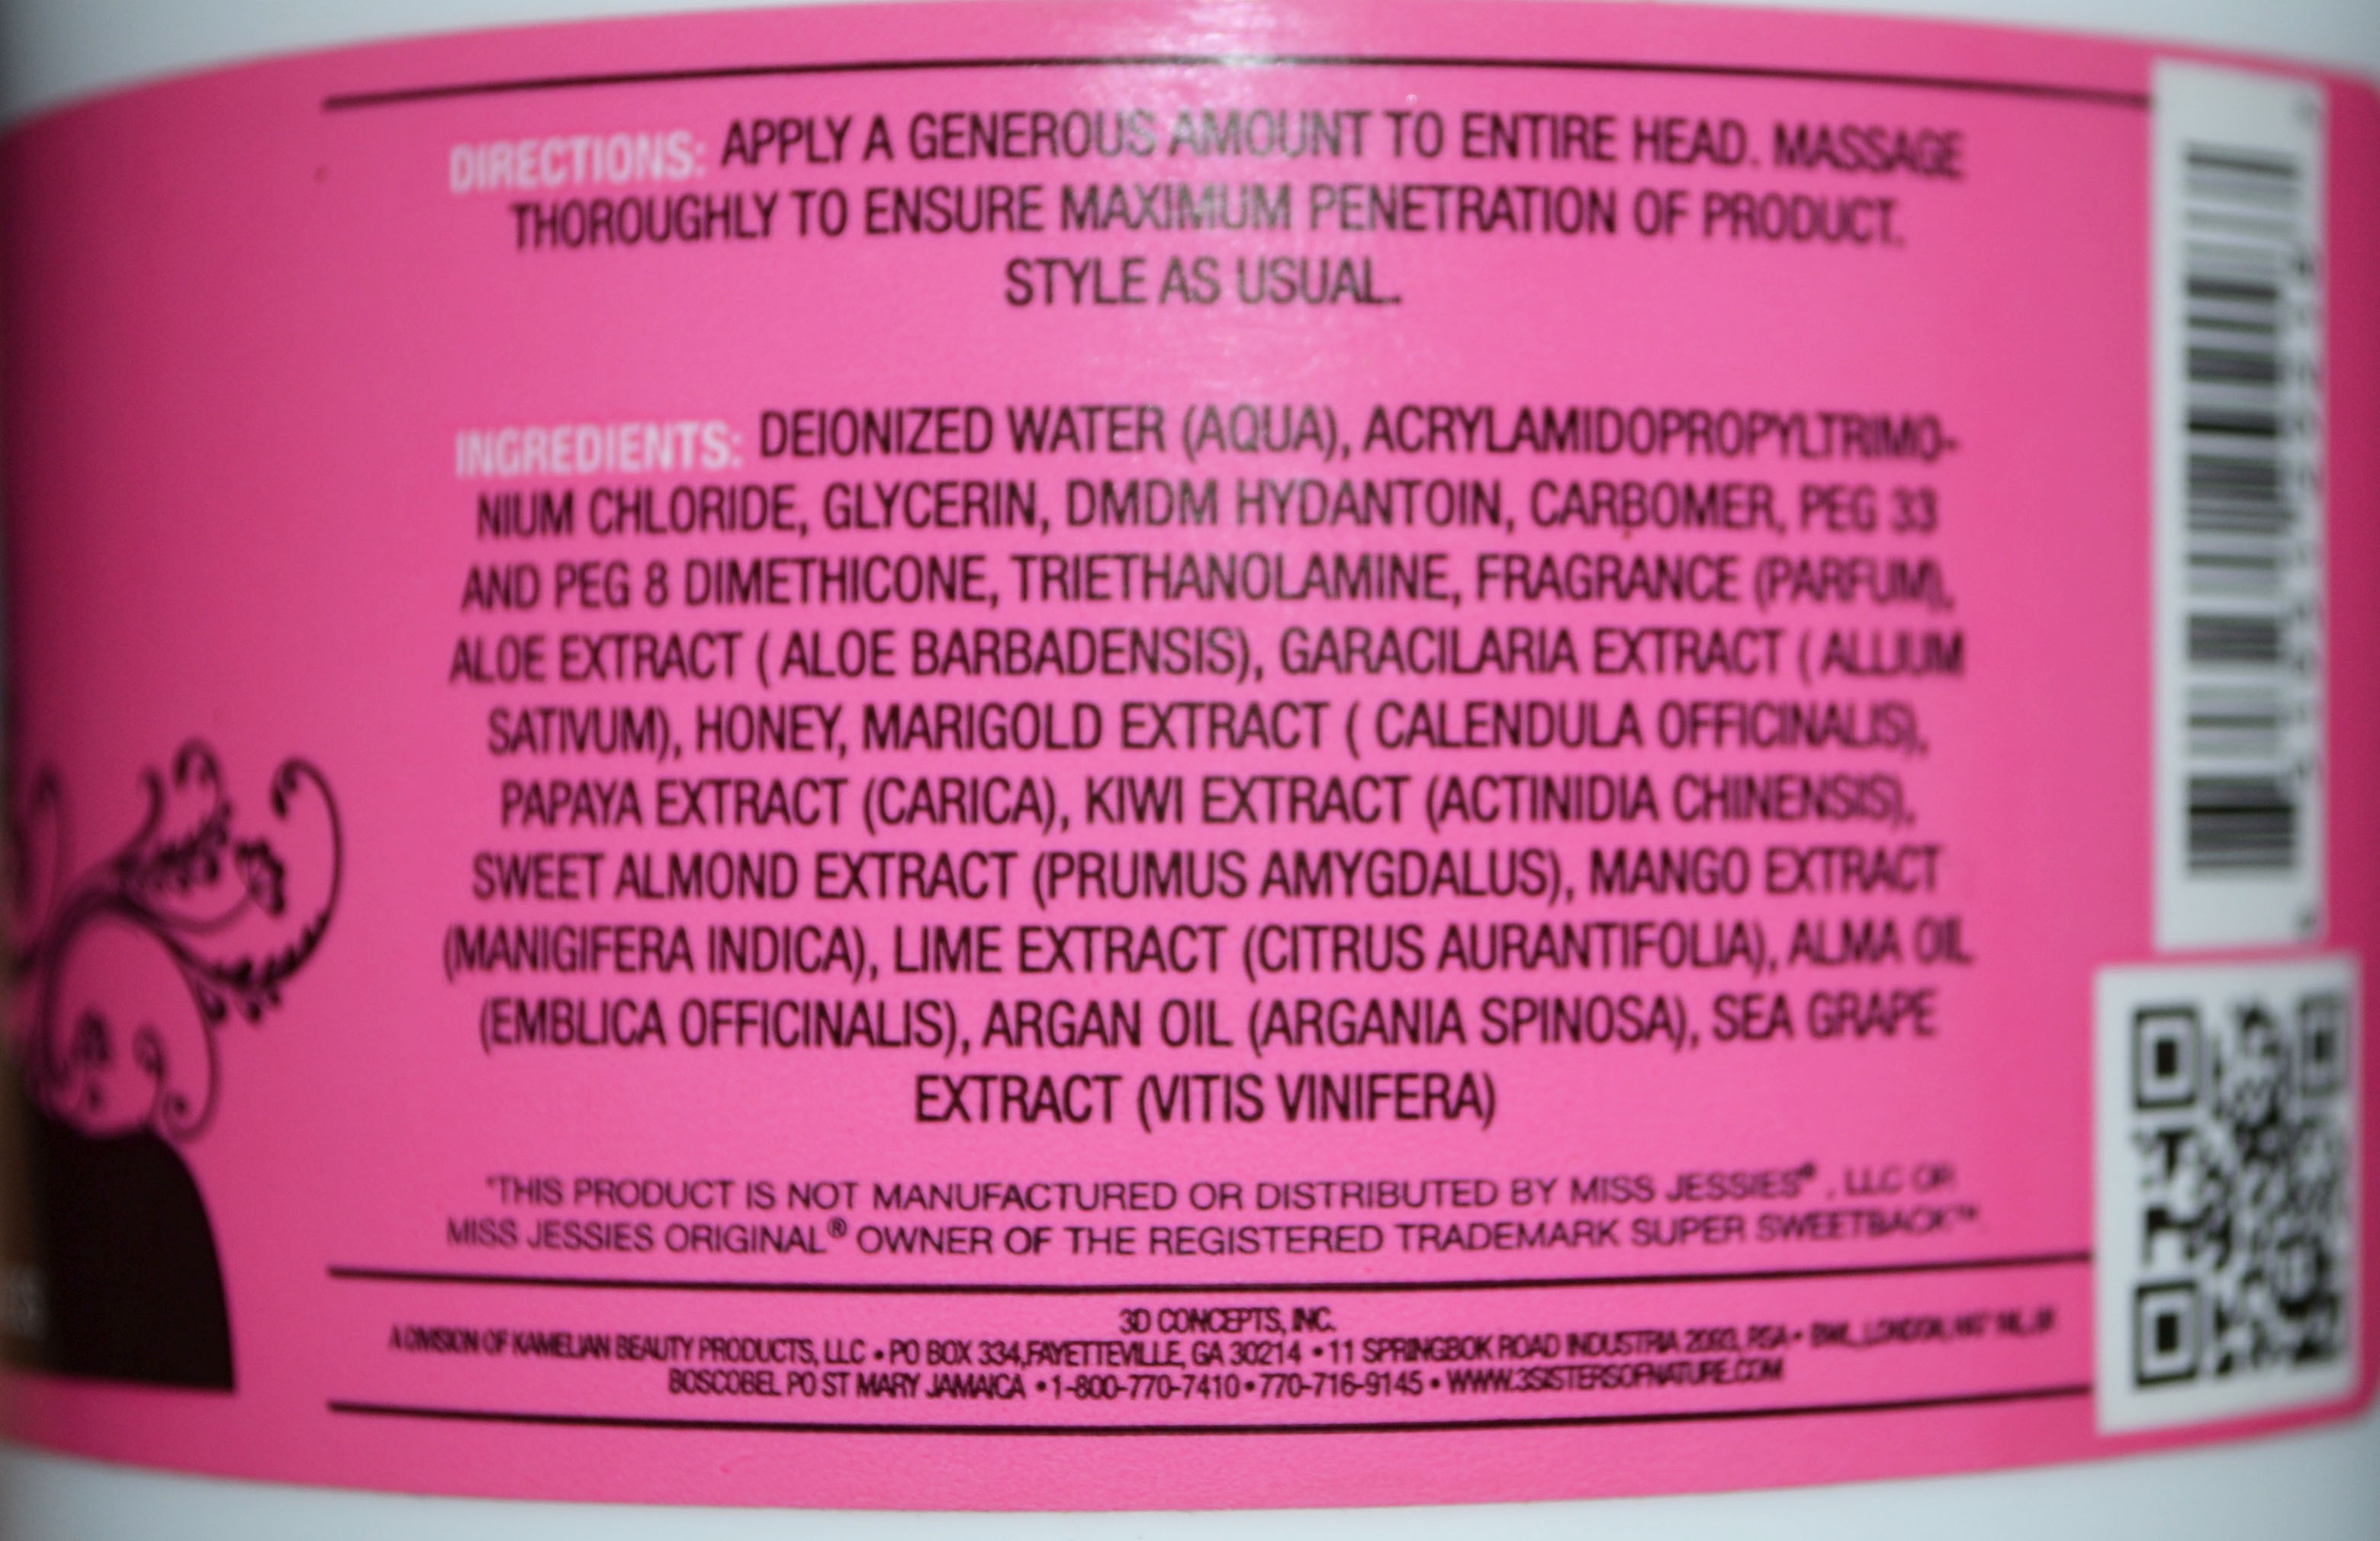 DIRECTIONS: APPLY A GENEROUS AMOUNT TO ENTIRE HEAD. MASSAGE
THOROUGHLY TO ENSURE MAXIMUM PENETRATION OF PRODUCT.
STYLE AS USUAL.
INGREDIENTS: DEIONIZED WATER (AQUA), ACRYLAMIDOPROPYLTRIMO-
NIUM CHLORIDE, GLYCERIN, DMDM HYDANTOIN, CARBOMER, PEG 33
AND PEG 8 DIMETHICONE, TRIETHANOLAMINE, FRAGRANCE (PARFUM),
ALOE EXTRACT ( ALOE BARBADENSIS), GARACILARIA EXTRACT ( ALLIUM
SATIVUM), HONEY, MARIGOLD EXTRACT ( CALENDULA OFFICINALIS),
PAPAYA EXTRACT (CARICA), KIWI EXTRACT (ACTINIDIA CHINENSIS),
SWEET ALMOND EXTRACT (PRUMUS AMYGDALUS), MANGO EXTRACT
(MANIGIFERA INDICA), LIME EXTRACT (CITRUS AURANTIFOLIA), ALMA OIL
(EMBLICA OFFICINALIS), ARGAN OIL (ARGANIA SPINOSA), SEA GRAPE
EXTRACT (VITIS VINIFERA)
*THIS PRODUCT IS NOT MANUFACTURED OR DISTRIBUTED BY MISS JESSIES® , LLC OR
MISS JESSIES ORIGINAL® OWNER OF THE REGISTERED TRADEMARK SUPER SWEETBACK™.
3D CONCEPTS, INC.
A DIVISION OF KAMELIAN BEAUTY PRODUCTS, LLC • PO BOX 334,FAYETTEVILLE, GA 30214 • 11 SPRINGBOK ROAD INDUSTRIA 2093, RSA • LONDON,
BOSCOBEL PO ST MARY JAMAICA • 1-800-770-7410 • 770-716-9145 • WWW.3SISTERSOFNATURE.COM